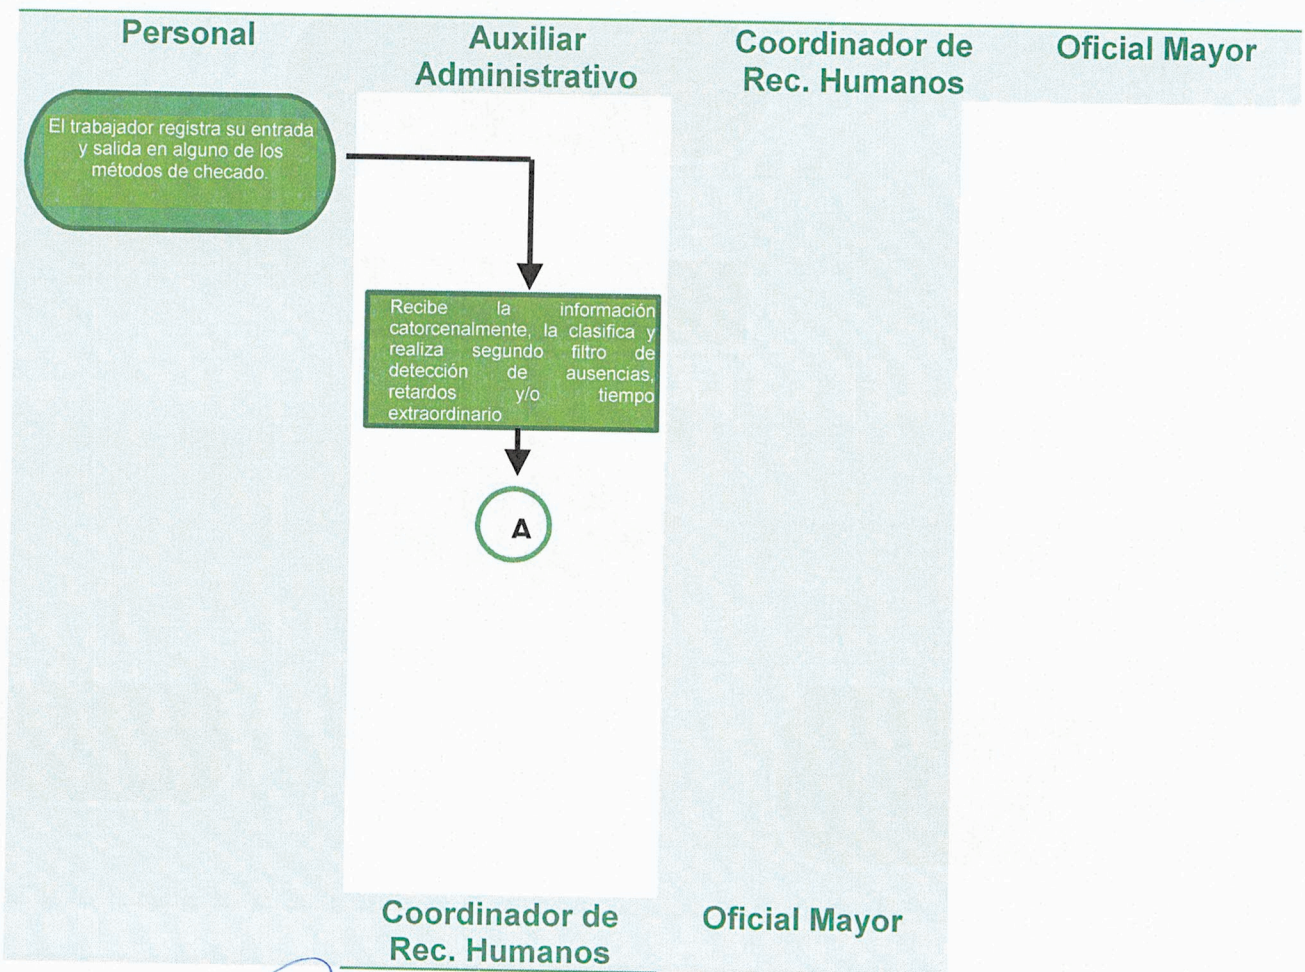 Personal
Auxiliar
Administrativo
Coordinador de
Rec. Humanos
Oficial Mayor
El trabajador registra su entrada
y salida en alguno de los
métodos de checado.
Recibe la información
catorcenalmente, la clasifica y
realiza segundo filtro de
detección de ausencias,
retardos y/o tiempo
extraordinario
A
Coordinador de
Rec. Humanos
Oficial Mayor